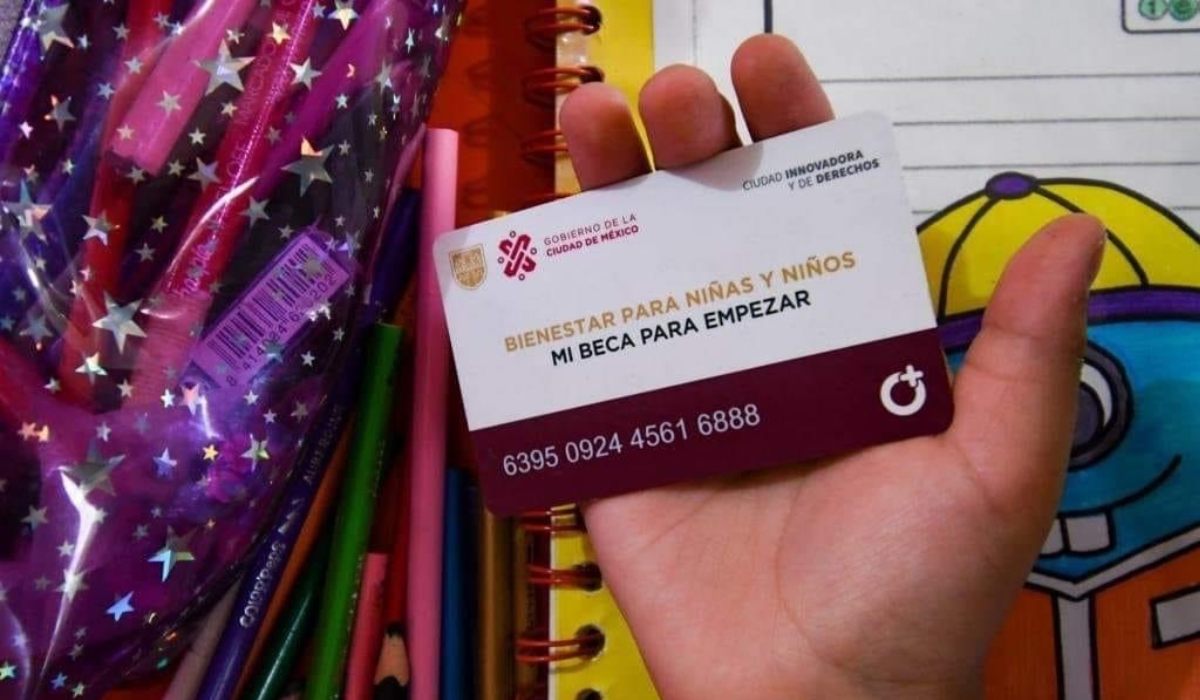 CIUDAD INNOVADORA
Y DE DERECHOS
GOBIERNO DE LA
CIUDAD DE MÉXICO
BIENESTAR PARA NIÑAS Y NIÑOS
MI BECA PARA EMPEZAR
6395 0924 4561 6888